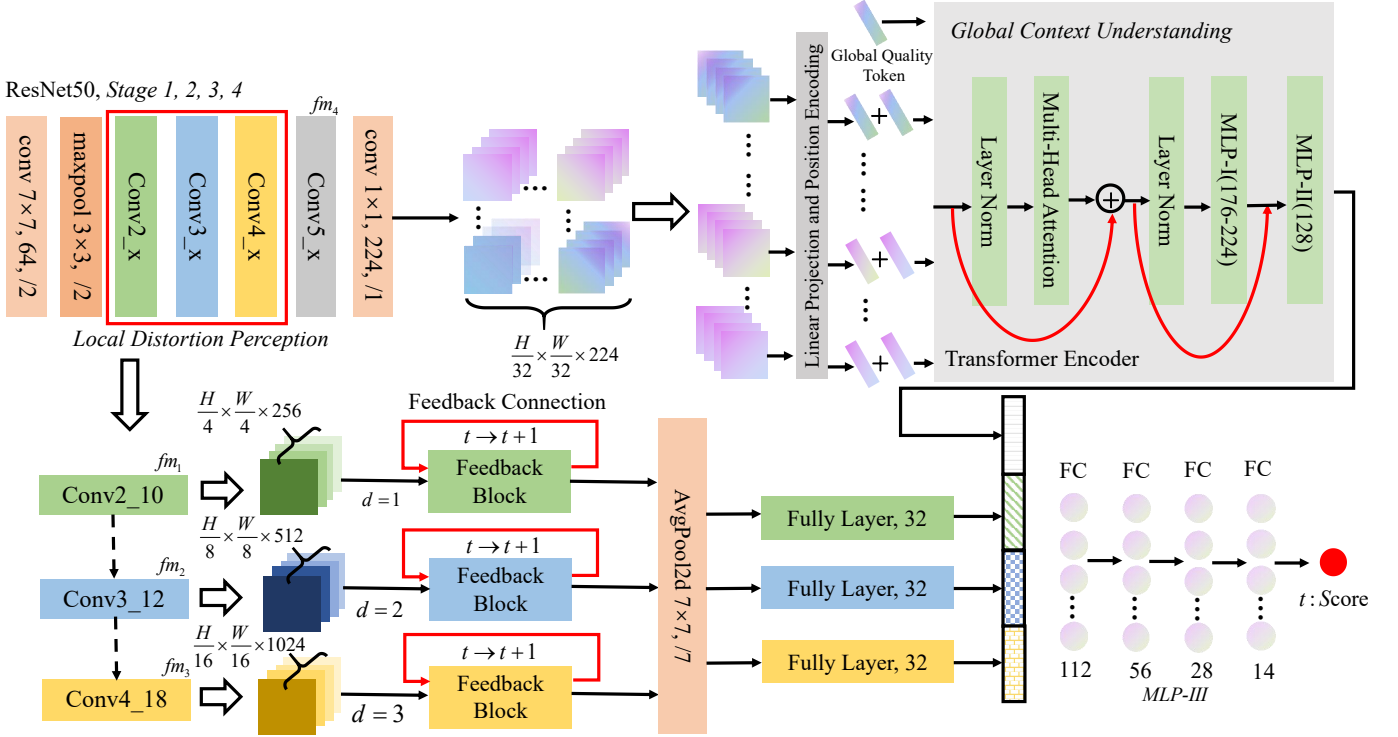 ResNet50, Stage 1, 2, 3, 4
fm4
conv 7×7, 64, /2
maxpool 3×3, /2
Conv2_x
Conv3_x
Conv4_x
Conv5_x
conv 1×1, 224, /1
Local Distortion Perception
H/32 × W/32 × 224
Linear Projection and Position Encoding
Global Quality
Token
+
+
+
Global Context Understanding
Layer Norm
Multi-Head Attention
+
Layer Norm
MLP-I(176-224)
MLP-II(128)
Transformer Encoder
H/4 × W/4 × 256
Feedback Connection
fm1
Conv2_10
d = 1
t → t + 1
Feedback
Block
H/8 × W/8 × 512
fm2
Conv3_12
d = 2
t → t + 1
Feedback
Block
H/16 × W/16 × 1024
fm3
Conv4_18
d = 3
t → t + 1
Feedback
Block
AvgPool2d 7×7, /7
Fully Layer, 32
Fully Layer, 32
Fully Layer, 32
FC FC FC FC
t : Score
112 56 28 14
MLP-III